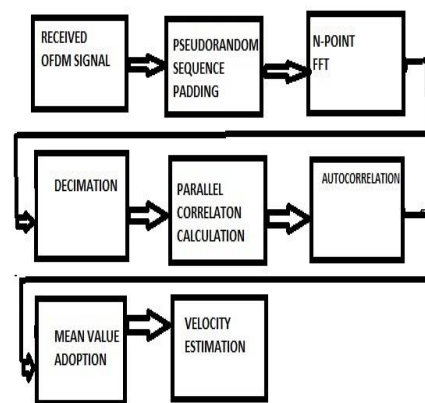 RECEIVED
OFDM SIGNAL
PSEUDORANDOM
SEQUENCE
PADDING
N-POINT
FFT
DECIMATION
PARALLEL
CORRELATON
CALCULATION
AUTOCORRELATION
MEAN VALUE
ADOPTION
VELOCITY
ESTIMATION